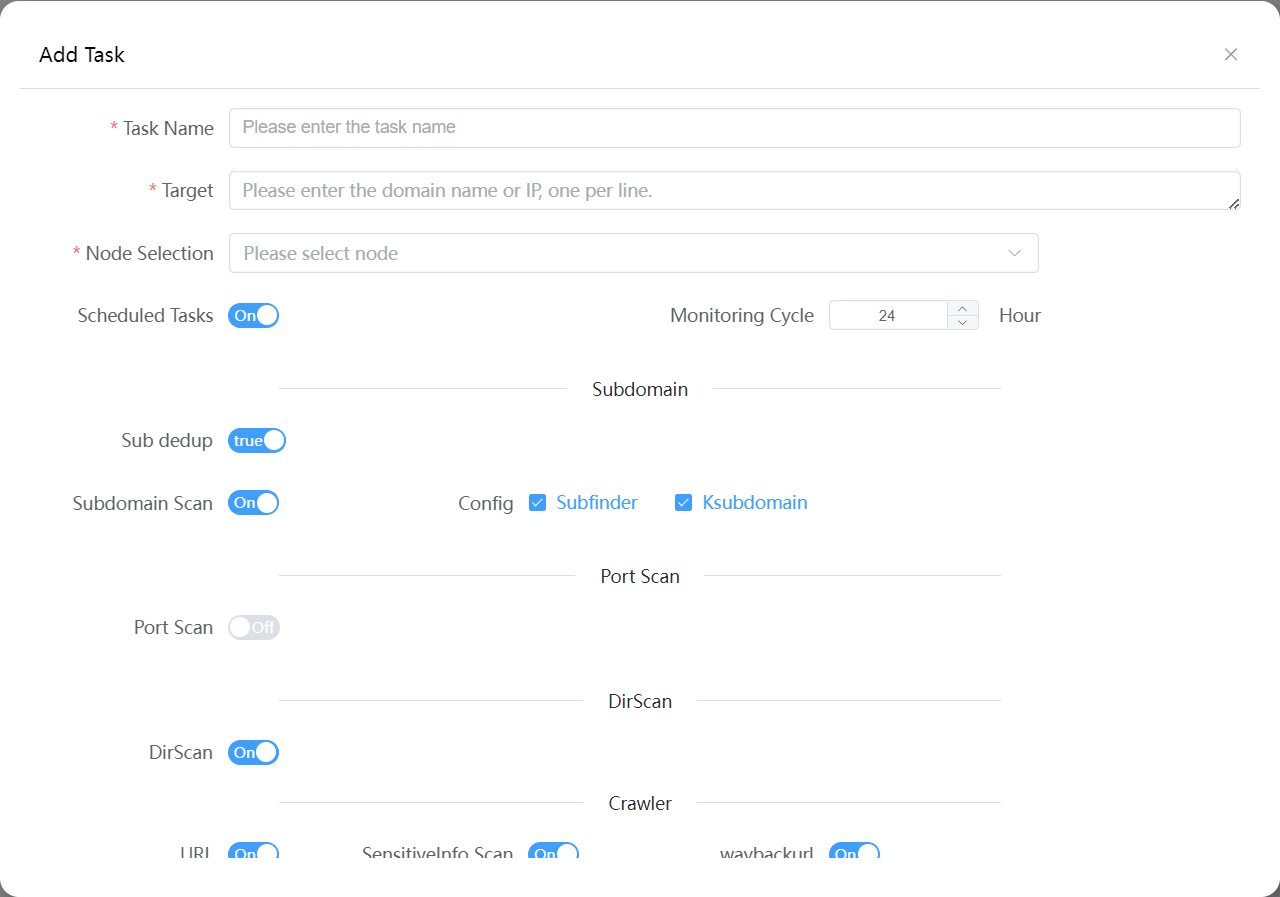 Add Task
* Task Name Please enter the task name
* Target Please enter the domain name or IP, one per line.
* Node Selection Please select node
Scheduled Tasks On Monitoring Cycle 24 Hour
Subdomain
Sub dedup true
Subdomain Scan On Config Subfinder Ksubdomain
Port Scan
Port Scan Off
DirScan
DirScan On
Crawler
URL On SensitiveInfo Scan On waybackurl On